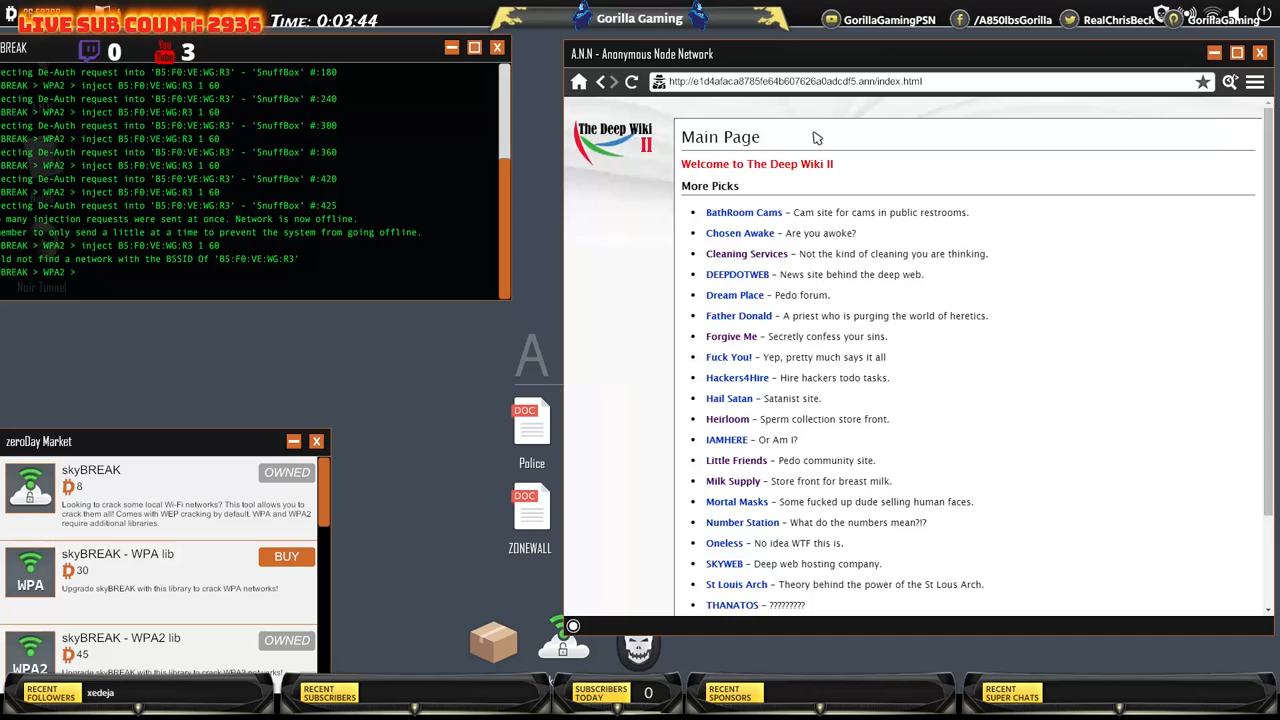 LIVE SUB COUNT: 2936
TIME: 0:03:44
Gorilla Gaming
GorillaGamingPSN
/A850lbsGorilla
RealChrisBeck
GorillaGaming
BREAK
0
You Tube
3
ecting De-Auth request into 'B5:F0:VE:WG:R3' - 'SnuffBox' #:180
BREAK > WPA2 > inject B5:F0:VE:WG:R3 1 60
ecting De-Auth request into 'B5:F0:VE:WG:R3' - 'SnuffBox' #:240
BREAK > WPA2 > inject B5:F0:VE:WG:R3 1 60
ecting De-Auth request into 'B5:F0:VE:WG:R3' - 'SnuffBox' #:300
BREAK > WPA2 > inject B5:F0:VE:WG:R3 1 60
ecting De-Auth request into 'B5:F0:VE:WG:R3' - 'SnuffBox' #:360
BREAK > WPA2 > inject B5:F0:VE:WG:R3 1 60
ecting De-Auth request into 'B5:F0:VE:WG:R3' - 'SnuffBox' #:420
BREAK > WPA2 > inject B5:F0:VE:WG:R3 1 60
ecting De-Auth request into 'B5:F0:VE:WG:R3' - 'SnuffBox' #:425
o many injection requests were sent at once. Network is now offline.
member to only send a little at a time to prevent the system from going offline.
BREAK > WPA2 > inject B5:F0:VE:WG:R3 1 60
ld not find a network with the BSSID Of 'B5:F0:VE:WG:R3'
BREAK > WPA2 >
Noir Tunnel
A
DOC
Police
DOC
ZONEWALL
zeroDay Market
skyBREAK
OWNED
8
Looking to crack some local Wi-Fi networks? This tool allows you to
crack them all! Comes with WEP cracking by default. WPA and WPA2
require additional libraries.
skyBREAK - WPA lib
BUY
30
WPA
Upgrade skyBREAK with this library to crack WPA networks!
skyBREAK - WPA2 lib
OWNED
45
WPA2
Upgrade skyBREAK with this library to crack WPA2 networks!
A.N.N - Anonymous Node Network
http://e1d4afaca8785fe64b607626a0adcdf5.ann/index.html
The Deep Wiki
II
Main Page
Welcome to The Deep Wiki II
More Picks
BathRoom Cams - Cam site for cams in public restrooms.
Chosen Awake - Are you awoke?
Cleaning Services - Not the kind of cleaning you are thinking.
DEEPDOTWEB - News site behind the deep web.
Dream Place - Pedo forum.
Father Donald - A priest who is purging the world of heretics.
Forgive Me - Secretly confess your sins.
Fuck You! - Yep, pretty much says it all
Hackers4Hire - Hire hackers todo tasks.
Hail Satan - Satanist site.
Heirloom - Sperm collection store front.
IAMHERE - Or Am I?
Little Friends - Pedo community site.
Milk Supply - Store front for breast milk.
Mortal Masks - Some fucked up dude selling human faces.
Number Station - What do the numbers mean?!?
Oneless - No idea WTF this is.
SKYWEB - Deep web hosting company.
St Louis Arch - Theory behind the power of the St Lous Arch.
THANATOS - ?????????
RECENT
FOLLOWERS
xedeja
RECENT
SUBSCRIBERS
SUBSCRIBERS
TODAY
0
RECENT
SPONSORS
RECENT
SUPER CHATS